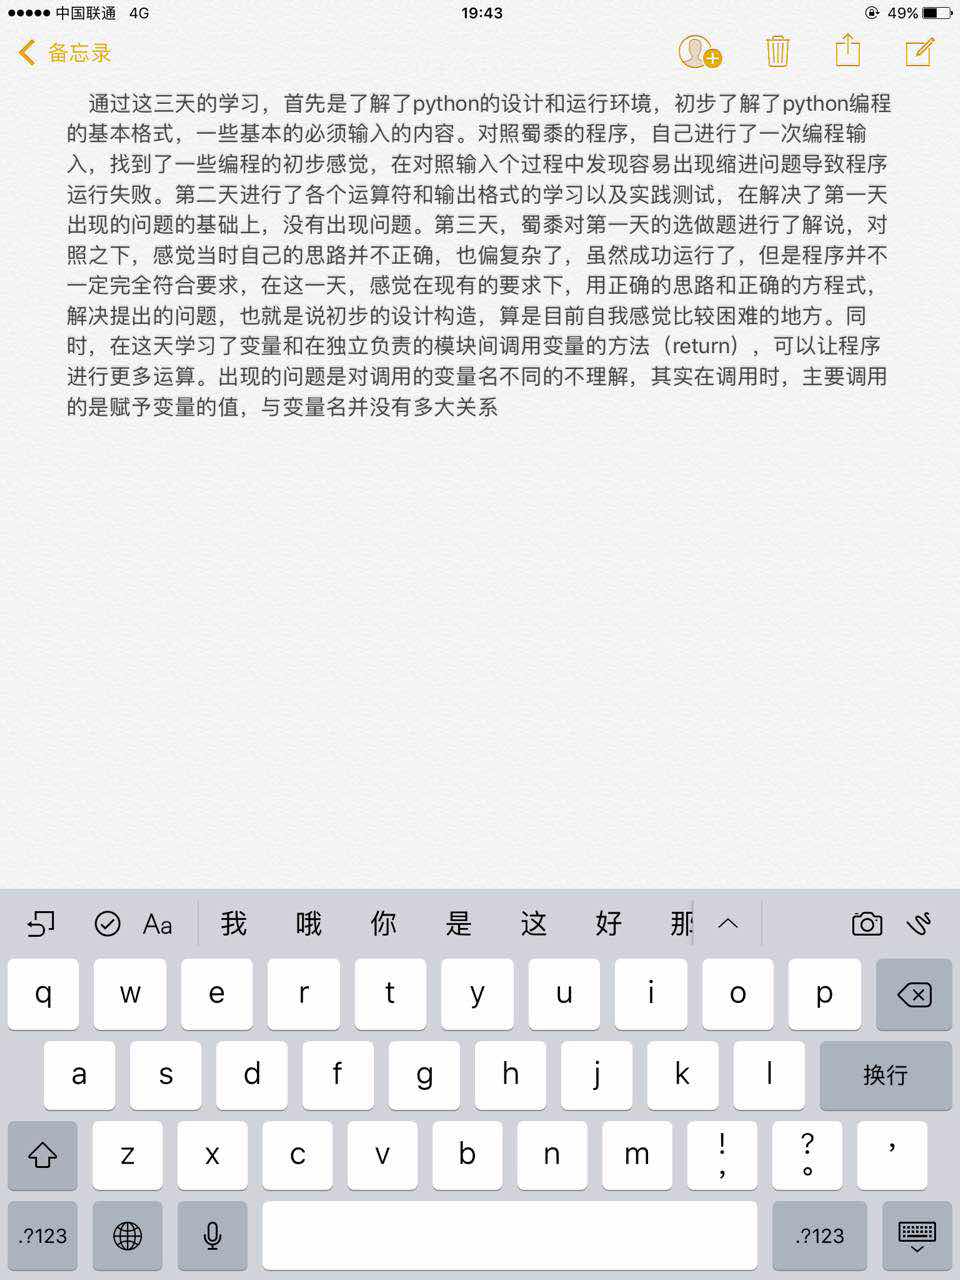 中国联通 4G 19:43 49%
备忘录
通过这三天的学习，首先是了解了python的设计和运行环境，初步了解了python编程
的基本格式，一些基本的必须输入的内容。对照蜀黍的程序，自己进行了一次编程输
入，找到了一些编程的初步感觉，在对照输入个过程中发现容易出现缩进问题导致程序
运行失败。第二天进行了各个运算符和输出格式的学习以及实践测试，在解决了第一天
出现的问题的基础上，没有出现问题。第三天，蜀黍对第一天的选做题进行了解说，对
照之下，感觉当时自己的思路并不正确，也偏复杂了，虽然成功运行了，但是程序并不
一定完全符合要求，在这一天，感觉在现有的要求下，用正确的思路和正确的方程式，
解决提出的问题，也就是说初步的设计构造，算是目前自我感觉比较困难的地方。同
时，在这天学习了变量和在独立负责的模块间调用变量的方法（return），可以让程序
进行更多运算。出现的问题是对调用的变量名不同的不理解，其实在调用时，主要调用
的是赋予变量的值，与变量名并没有多大关系
Aa 我 哦 你 是 这 好 那
q w e r t y u i o p
a s d f g h j k l 换行
z x c v b n m ! , ? 。 ，
.?123 .?123